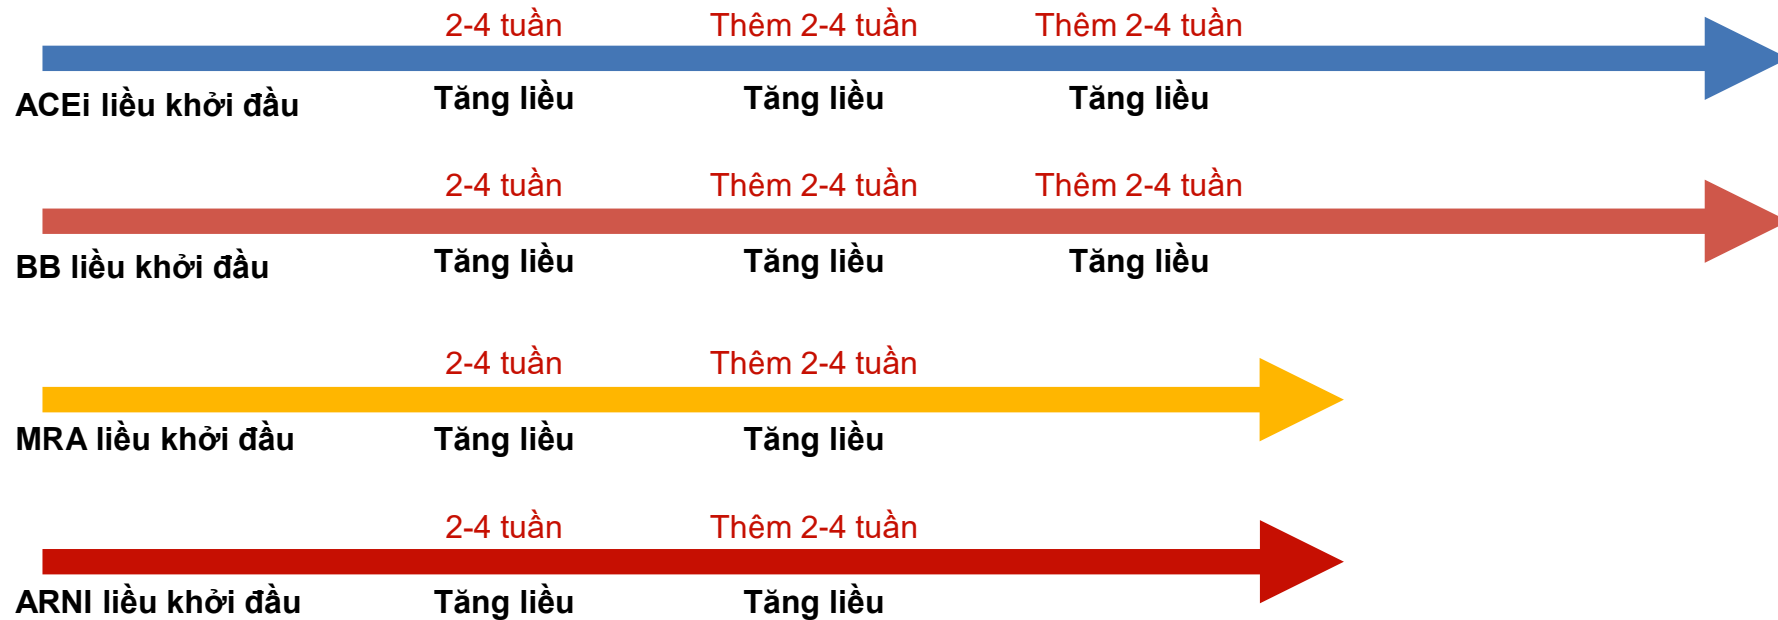 2-4 tuần Thêm 2-4 tuần Thêm 2-4 tuần
ACEi liều khởi đầu Tăng liều Tăng liều Tăng liều
2-4 tuần Thêm 2-4 tuần Thêm 2-4 tuần
BB liều khởi đầu Tăng liều Tăng liều Tăng liều
2-4 tuần Thêm 2-4 tuần
MRA liều khởi đầu Tăng liều Tăng liều
2-4 tuần Thêm 2-4 tuần
ARNI liều khởi đầu Tăng liều Tăng liều